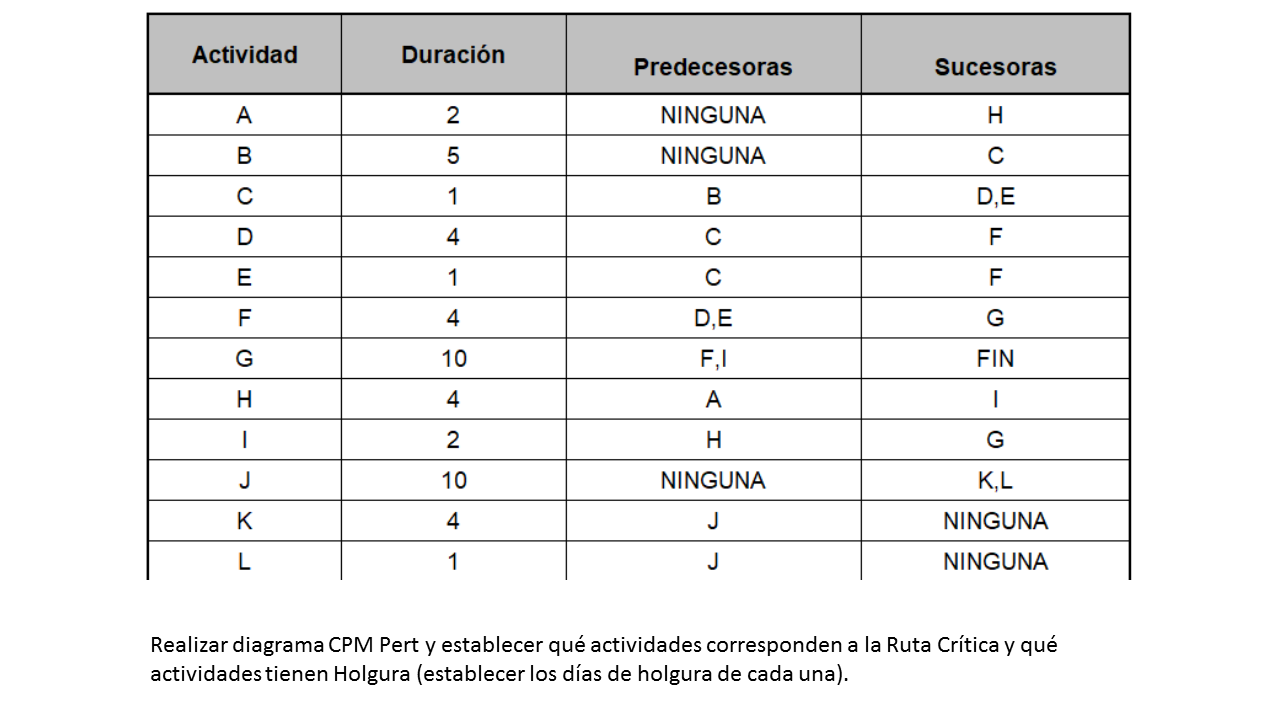 Actividad Duración Predecesoras Sucesoras
A 2 NINGUNA H
B 5 NINGUNA C
C 1 B D,E
D 4 C F
E 1 C F
F 4 D,E G
G 10 F,I FIN
H 4 A I
I 2 H G
J 10 NINGUNA K,L
K 4 J NINGUNA
L 1 J NINGUNA
Realizar diagrama CPM Pert y establecer qué actividades corresponden a la Ruta Crítica y qué
actividades tienen Holgura (establecer los días de holgura de cada una).